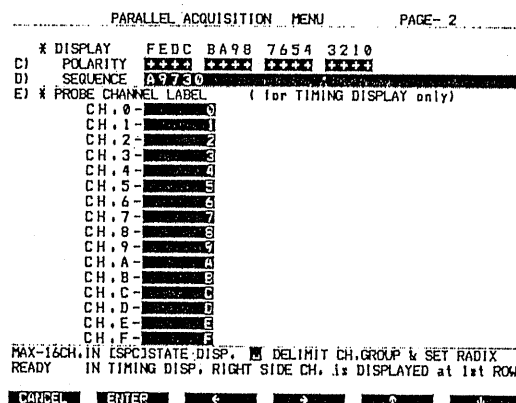 PARALLEL ACQUISITION MENU PAGE- 2
* DISPLAY FEDC BA98 7654 3210
C) POLARITY ++++ ++++ ++++ ++++
D) SEQUENCE A9730
E) * PROBE CHANNEL LABEL ( for TIMING DISPLAY only)
CH.0- 0
CH.1- 1
CH.2- 2
CH.3- 3
CH.4- 4
CH.5- 5
CH.6- 6
CH.7- 7
CH.8- 8
CH.9- 9
CH.A- A
CH.B- B
CH.C- C
CH.D- D
CH.E- E
CH.F- F
MAX-16CH.IN [SPC]STATE DISP. DELIMIT CH.GROUP & SET RADIX
READY IN TIMING DISP. RIGHT SIDE CH. is DISPLAYED at 1st ROW
CANCEL ENTER ← → ↑ ↓